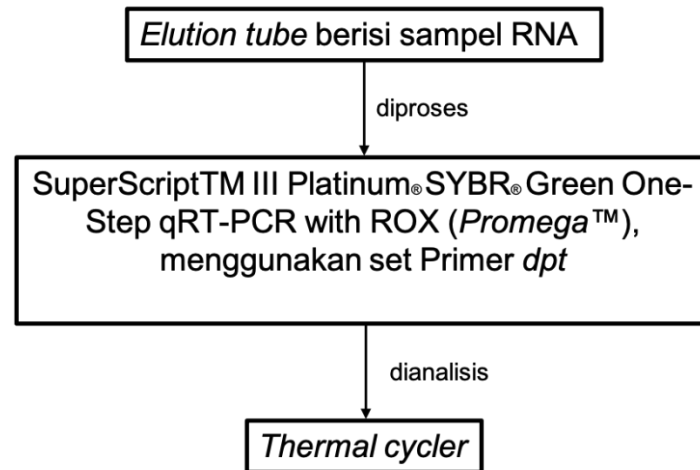 Elution tube berisi sampel RNA
diproses
SuperScriptTM III Platinum® SYBR® Green One-
Step qRT-PCR with ROX (Promega™),
menggunakan set Primer dpt
dianalisis
Thermal cycler